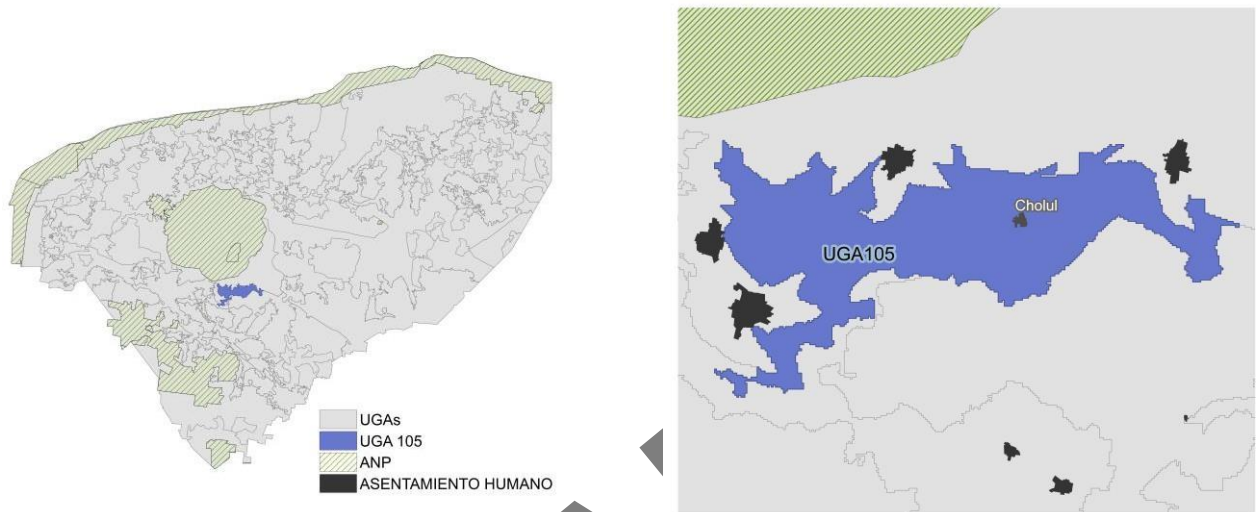 UGAs
UGA 105
ANP
ASENTAMIENTO HUMANO
Cholul
UGA105